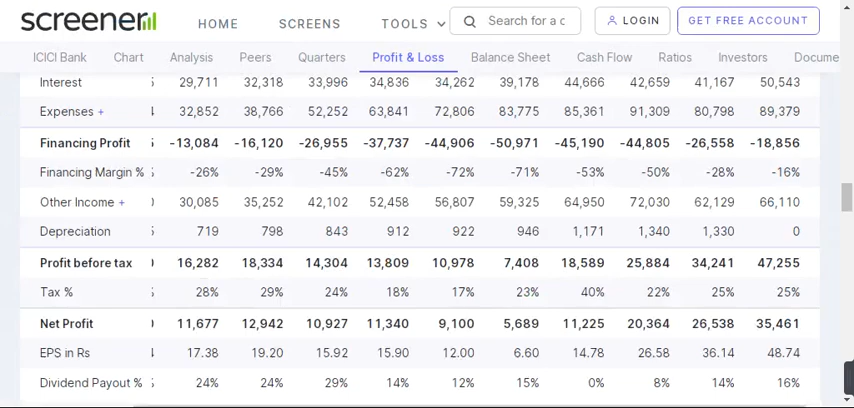 screener
HOME SCREENS TOOLS Search for a c LOGIN GET FREE ACCOUNT
ICICI Bank Chart Analysis Peers Quarters Profit & Loss Balance Sheet Cash Flow Ratios Investors Docume
Interest 29,711 32,318 33,996 34,836 34,262 39,178 44,666 42,659 41,167 50,543
Expenses + 32,852 38,766 52,252 63,841 72,806 83,775 85,361 91,309 80,798 89,379
Financing Profit -13,084 -16,120 -26,955 -37,737 -44,906 -50,971 -45,190 -44,805 -26,558 -18,856
Financing Margin % -26% -29% -45% -62% -72% -71% -53% -50% -28% -16%
Other Income + 30,085 35,252 42,102 52,458 56,807 59,325 64,950 72,030 62,129 66,110
Depreciation 719 798 843 912 922 946 1,171 1,340 1,330 0
Profit before tax 16,282 18,334 14,304 13,809 10,978 7,408 18,589 25,884 34,241 47,255
Tax % 28% 29% 24% 18% 17% 23% 40% 22% 25% 25%
Net Profit 11,677 12,942 10,927 11,340 9,100 5,689 11,225 20,364 26,538 35,461
EPS in Rs 17.38 19.20 15.92 15.90 12.00 6.60 14.78 26.58 36.14 48.74
Dividend Payout % 24% 24% 29% 14% 12% 15% 0% 8% 14% 16%